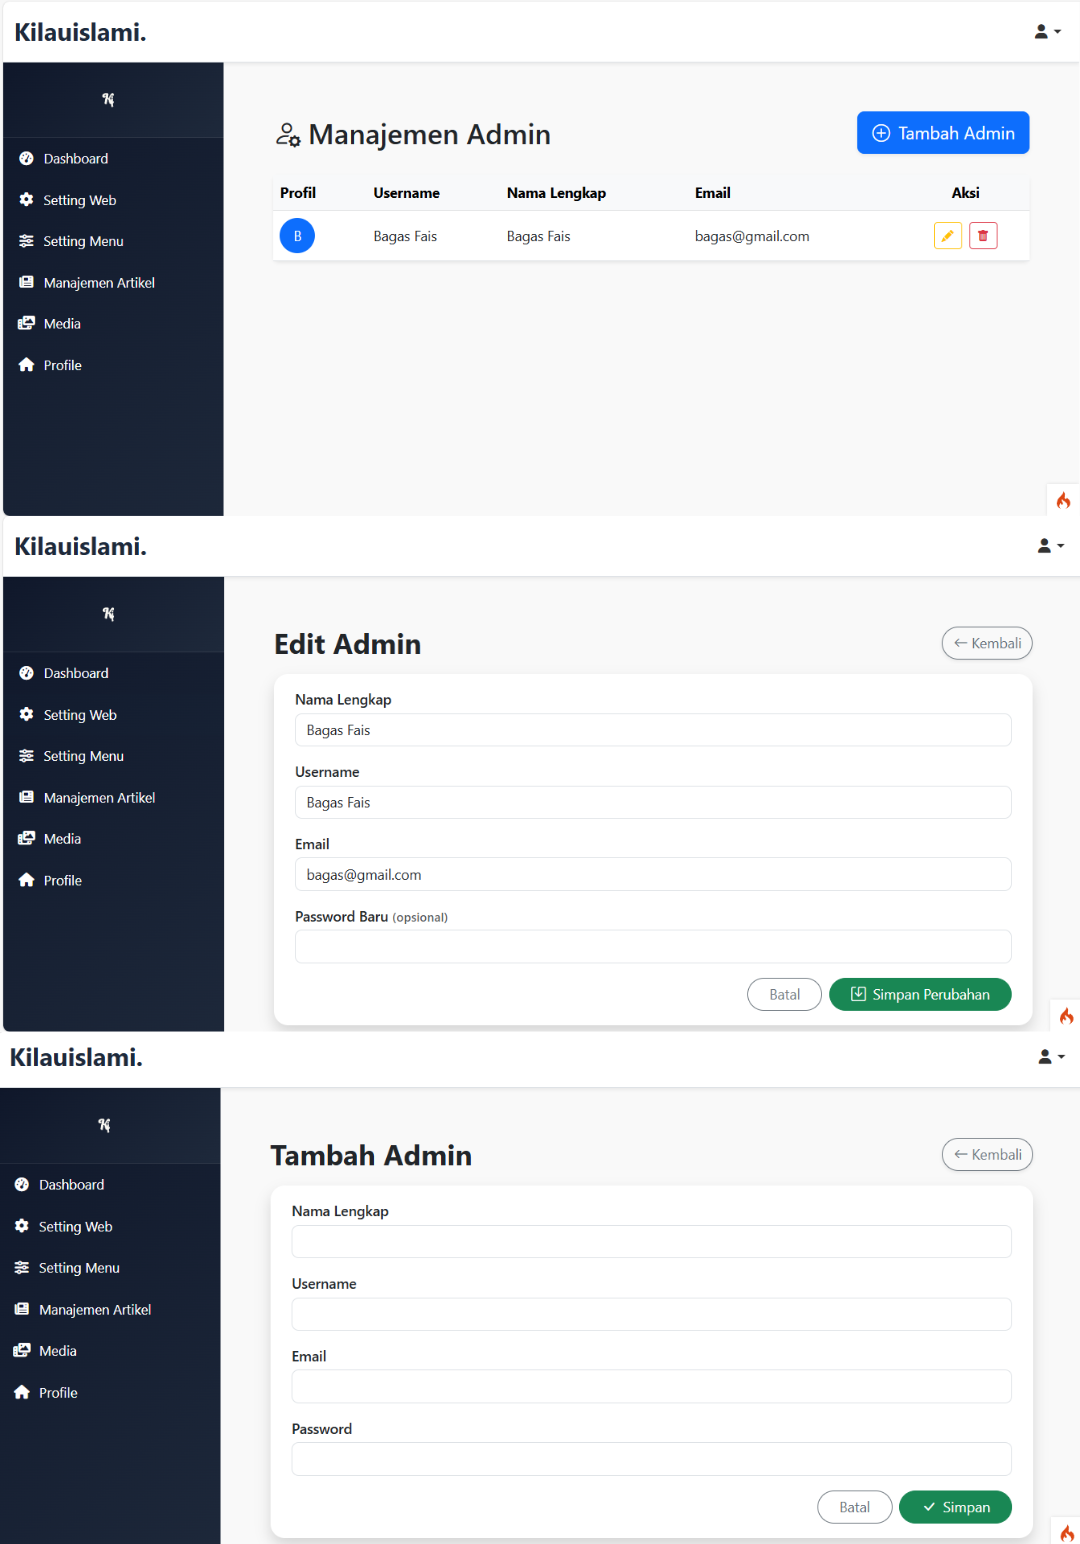 Kilauislami.
Dashboard
Setting Web
Setting Menu
Manajemen Artikel
Media
Profile
Manajemen Admin
Tambah Admin
Profil Username Nama Lengkap Email Aksi
B Bagas Fais Bagas Fais bagas@gmail.com
Kilauislami.
Dashboard
Setting Web
Setting Menu
Manajemen Artikel
Media
Profile
Edit Admin
Kembali
Nama Lengkap
Bagas Fais
Username
Bagas Fais
Email
bagas@gmail.com
Password Baru (opsional)
Batal
Simpan Perubahan
Kilauislami.
Dashboard
Setting Web
Setting Menu
Manajemen Artikel
Media
Profile
Tambah Admin
Kembali
Nama Lengkap
Username
Email
Password
Batal
Simpan